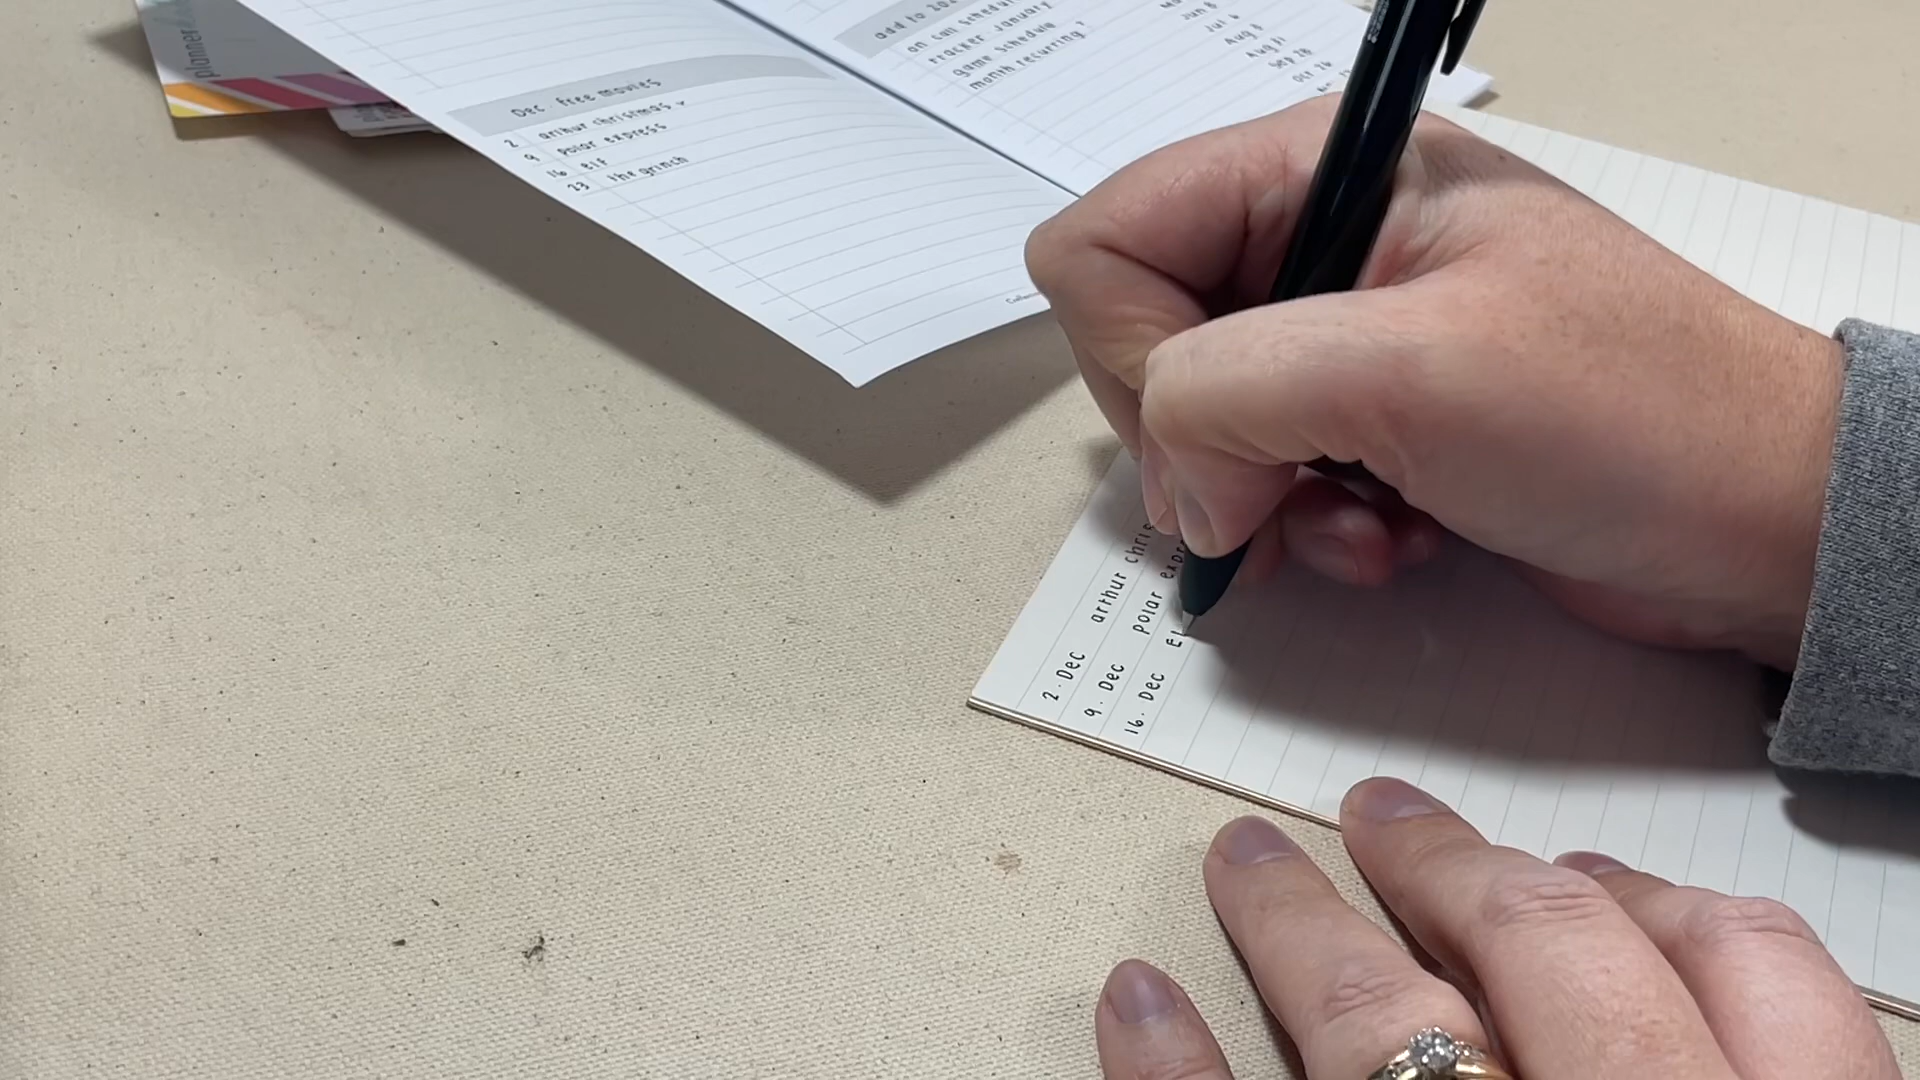 planner
Dec. free movies
2 arthur christmas
9 polar express
16 elf
23 the grinch
add to
on call
tracker January
game schedule ?
month recurring
Jun 8
Jul 6
Aug 3
Aug 31
Sep 28
Oct 26
2. Dec arthur chris
9. Dec polar expr
16. Dec El